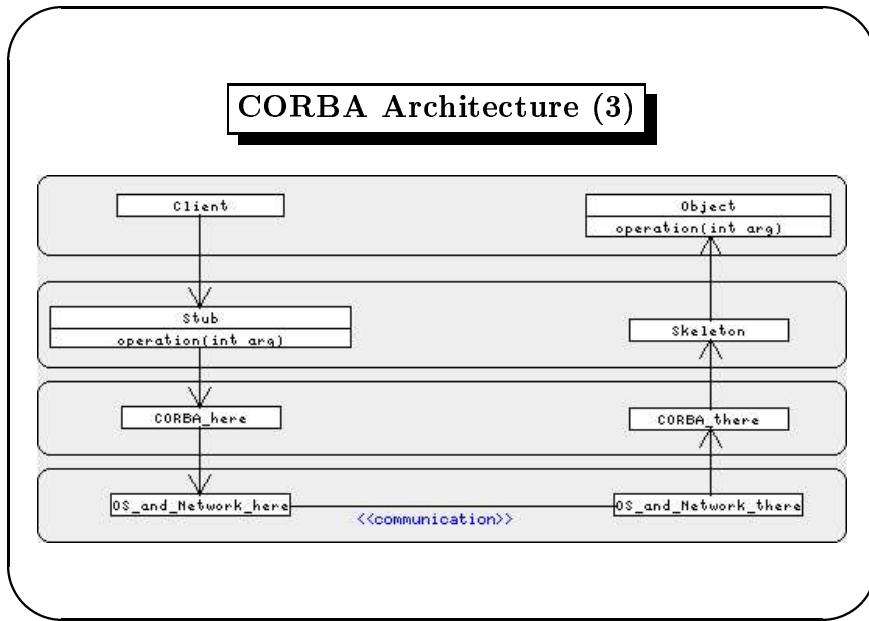 CORBA Architecture (3)
Client
Object
operation(int arg)
Stub
operation(int arg)
Skeleton
CORBA_here
CORBA_there
OS_and_Network_here
<<communication>>
OS_and_Network_there